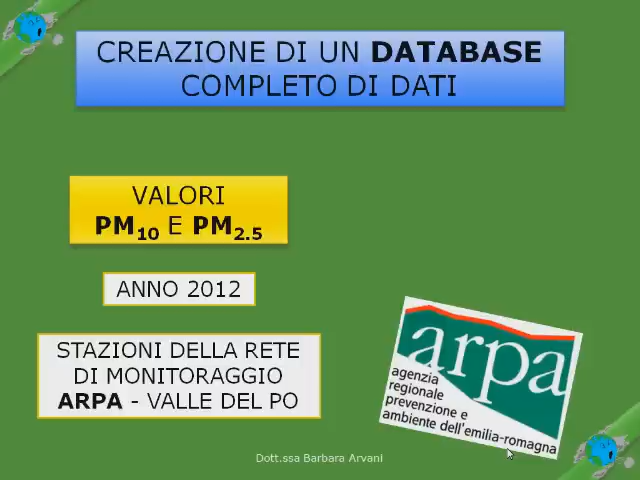 CREAZIONE DI UN DATABASE
COMPLETO DI DATI
VALORI
PM10 E PM2.5
ANNO 2012
STAZIONI DELLA RETE
DI MONITORAGGIO
ARPA - VALLE DEL PO
arpa
agenzia
regionale
prevenzione e
ambiente dell'emilia-romagna
Dott.ssa Barbara Arvani